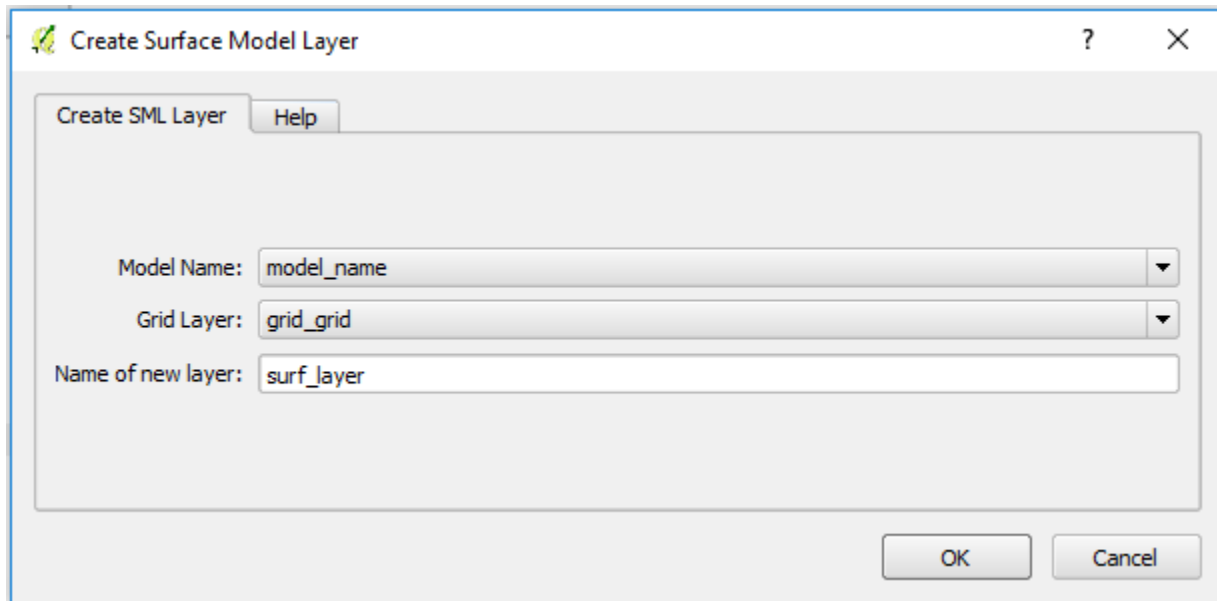 Create Surface Model Layer ?
Create SML Layer Help
Model Name: model_name
Grid Layer: grid_grid
Name of new layer: surf_layer
OK Cancel